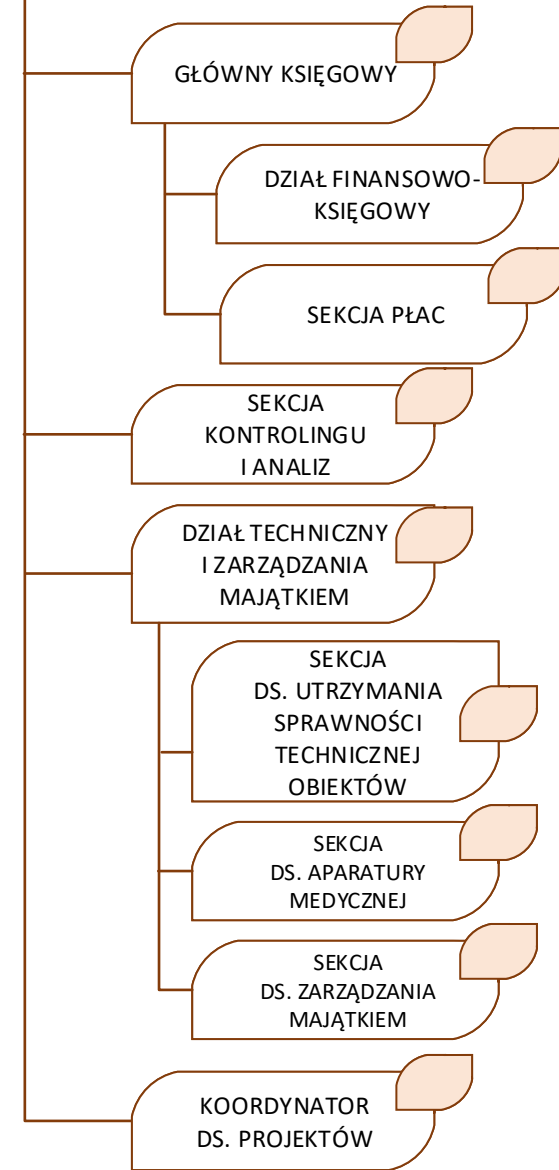 GŁÓWNY KSIĘGOWY
DZIAŁ FINANSOWO-
KSIĘGOWY
SEKCJA PŁAC
SEKCJA
KONTROLINGU
I ANALIZ
DZIAŁ TECHNICZNY
I ZARZĄDZANIA
MAJĄTKIEM
SEKCJA
DS. UTRZYMANIA
SPRAWNOŚCI
TECHNICZNEJ
OBIEKTÓW
SEKCJA
DS. APARATURY
MEDYCZNEJ
SEKCJA
DS. ZARZĄDZANIA
MAJĄTKIEM
KOORDYNATOR
DS. PROJEKTÓW